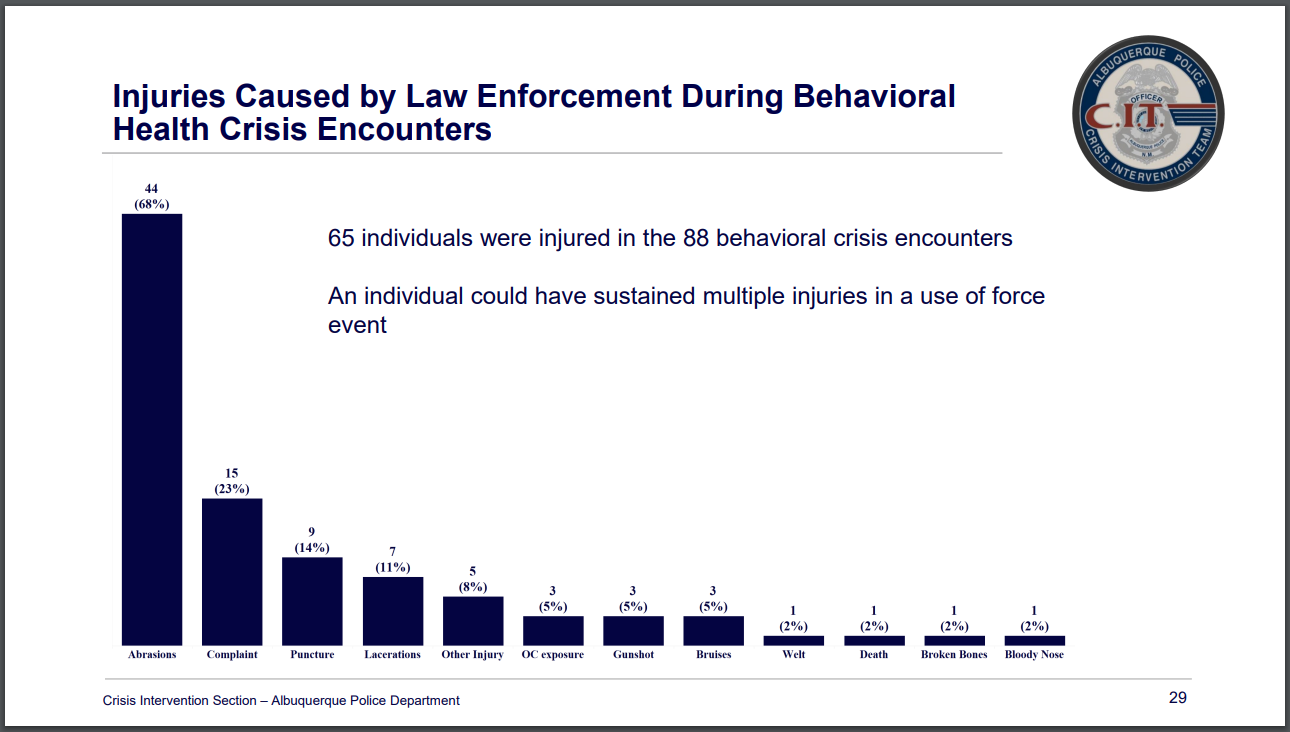 Injuries Caused by Law Enforcement During Behavioral
Health Crisis Encounters
ALBUQUERQUE POLICE
OFFICER
C.I.T.
ALBUQUERQUE POLICE
N.M.
CRISIS INTERVENTION TEAM
65 individuals were injured in the 88 behavioral crisis encounters
An individual could have sustained multiple injuries in a use of force
event
44
(68%)
15
(23%)
9
(14%)
7
(11%)
5
(8%)
3
(5%)
3
(5%)
3
(5%)
1
(2%)
1
(2%)
1
(2%)
1
(2%)
Abrasions Complaint Puncture Lacerations Other Injury OC exposure Gunshot Bruises Welt Death Broken Bones Bloody Nose
Crisis Intervention Section – Albuquerque Police Department
29